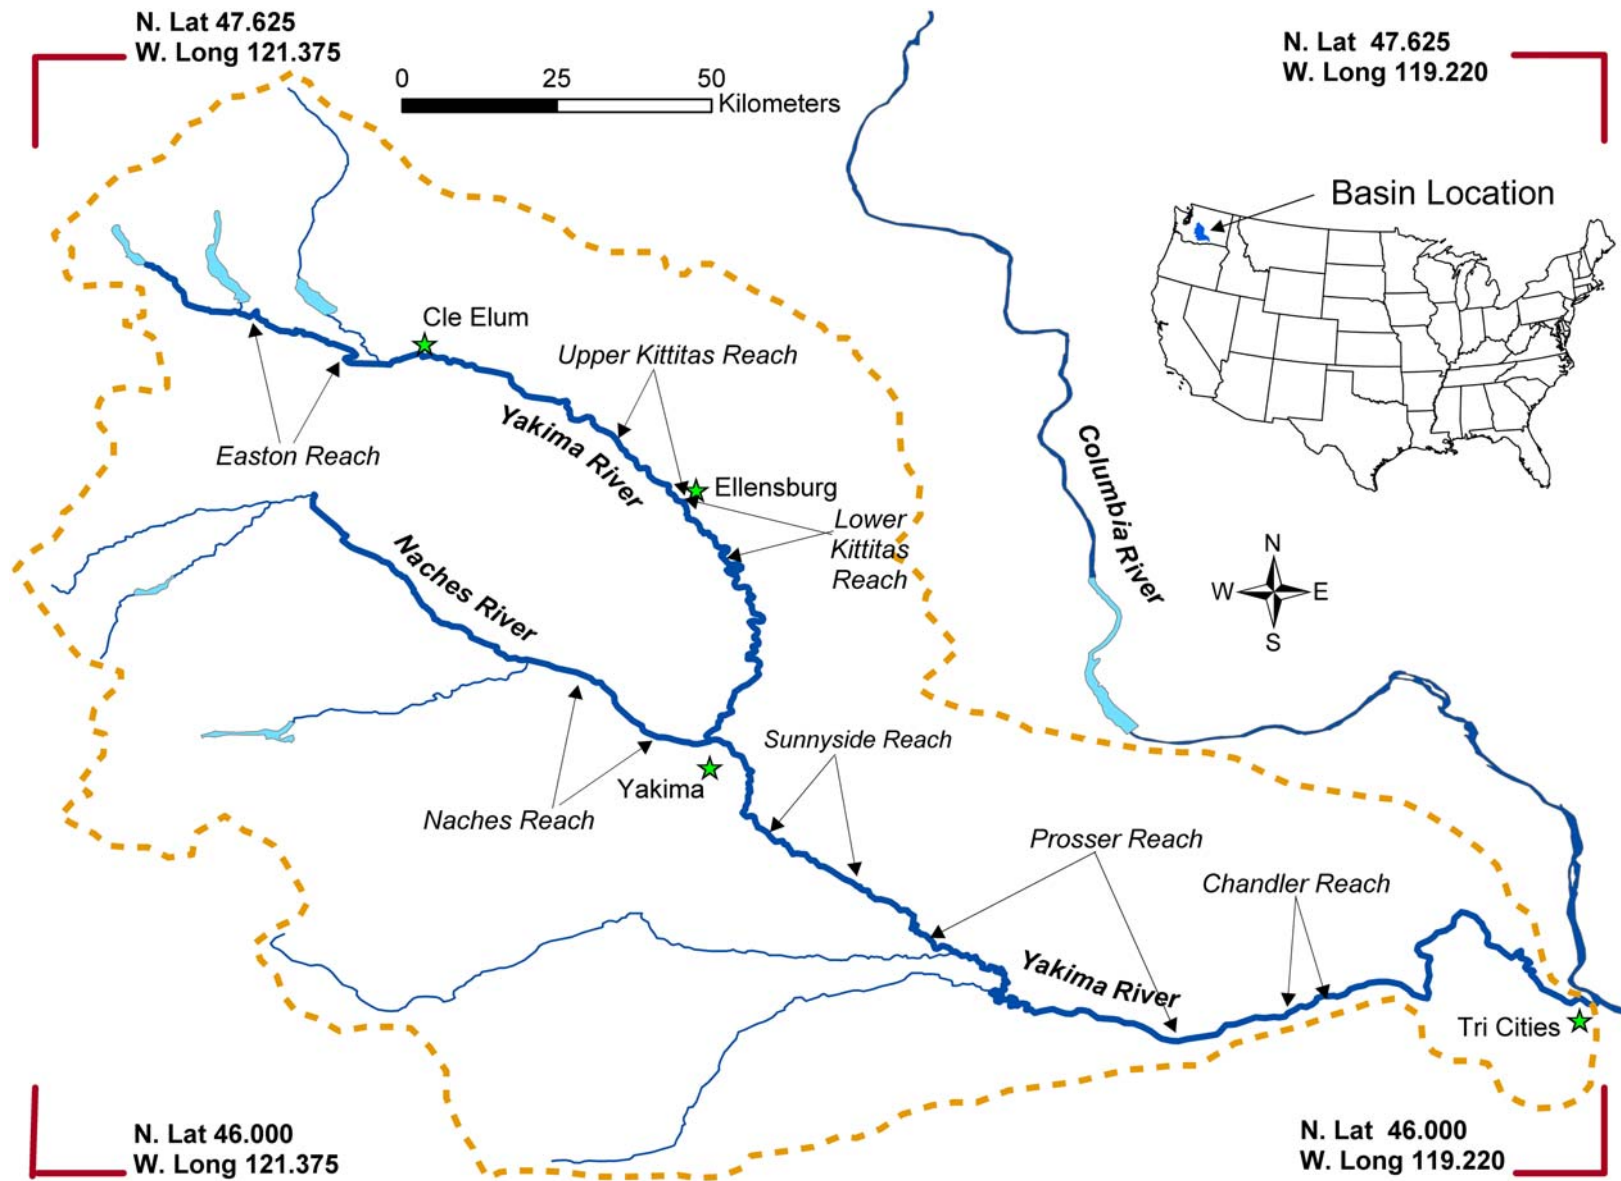 N. Lat 47.625
W. Long 121.375
N. Lat 47.625
W. Long 119.220
0 25 50
Kilometers
Basin Location
Cle Elum
Upper Kittitas Reach
Yakima River
Easton Reach
Ellensburg
Lower
Kittitas
Reach
Columbia River
N
W E
S
Naches River
Sunnyside Reach
Yakima
Naches Reach
Prosser Reach
Chandler Reach
Yakima River
Tri Cities
N. Lat 46.000
W. Long 121.375
N. Lat 46.000
W. Long 119.220